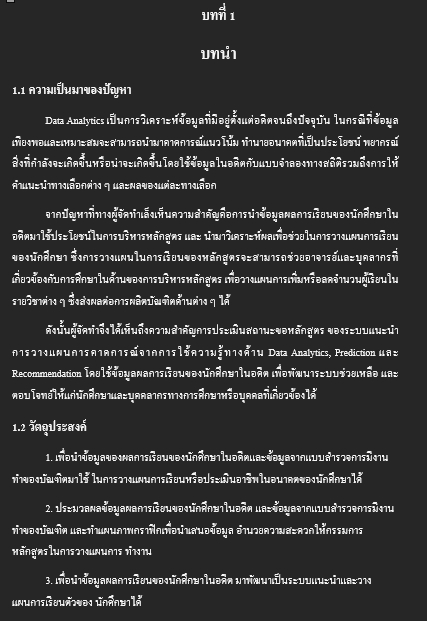 บทที่ 1
บทนำ
1.1 ความเป็นมาของปัญหา
Data Analytics เป็นการวิเคราะห์ข้อมูลที่มีอยู่ตั้งแต่อดีตจนถึงปัจจุบัน ในกรณีที่ข้อมูล
เพียงพอและเหมาะสมจะสามารถนำมาคาดการณ์แนวโน้ม ทำนายอนาคตที่เป็นประโยชน์ พยากรณ์
สิ่งที่กำลังจะเกิดขึ้นหรือน่าจะเกิดขึ้นโดยใช้ข้อมูลในอดีตกับแบบจำลองทางสถิติรวมถึงการให้
คำแนะนำทางเลือกต่าง ๆ และผลของแต่ละทางเลือก
จากปัญหาที่ทางผู้จัดทำเล็งเห็นความสำคัญคือการนำข้อมูลผลการเรียนของนักศึกษาใน
อดีตมาใช้ประโยชน์ในการบริหารหลักสูตร และ นำมาวิเคราะห์ผลเพื่อช่วยในการวางแผนการเรียน
ของนักศึกษา ซึ่งการวางแผนในการเรียนของหลักสูตรจะสามารถช่วยอาจารย์และบุคลากรที่
เกี่ยวข้องกับการศึกษาในด้านของการบริหารหลักสูตร เพื่อวางแผนการเพิ่มหรือลดจำนวนผู้เรียนใน
รายวิชาต่าง ๆ ซึ่งส่งผลต่อการผลิตบัณฑิตด้านต่าง ๆ ได้
ดังนั้นผู้จัดทำจึงได้เห็นถึงความสำคัญการประเมินสถานะขอหลักสูตร ของระบบแนะนำ
การวางแผนการคาดการณ์จากการใช้ความรู้ทางด้าน Data Analytics, Prediction และ
Recommendation โดยใช้ข้อมูลผลการเรียนของนักศึกษาในอดีต เพื่อพัฒนาระบบช่วยเหลือ และ
ตอบโจทย์ให้แก่นักศึกษาและบุคคลากรทางการศึกษาหรือบุคคลที่เกี่ยวข้องได้
1.2 วัตถุประสงค์
1. เพื่อนำข้อมูลของผลการเรียนของนักศึกษาในอดีตและข้อมูลจากแบบสำรวจการมีงาน
ทำของบัณฑิตมาใช้ ในการวางแผนการเรียนหรือประเมินอาชีพในอนาคตของนักศึกษาได้
2. ประมวลผลข้อมูลผลการเรียนของนักศึกษาในอดีต และข้อมูลจากแบบสำรวจการมีงาน
ทำของบัณฑิต และทำแผนภาพกราฟิกเพื่อนำเสนอข้อมูล อำนวยความสะดวกให้กรรมการ
หลักสูตรในการวางแผนการ ทำงาน
3. เพื่อนำข้อมูลผลการเรียนของนักศึกษาในอดีต มาพัฒนาเป็นระบบแนะนำและวาง
แผนการเรียนตัวของ นักศึกษาได้